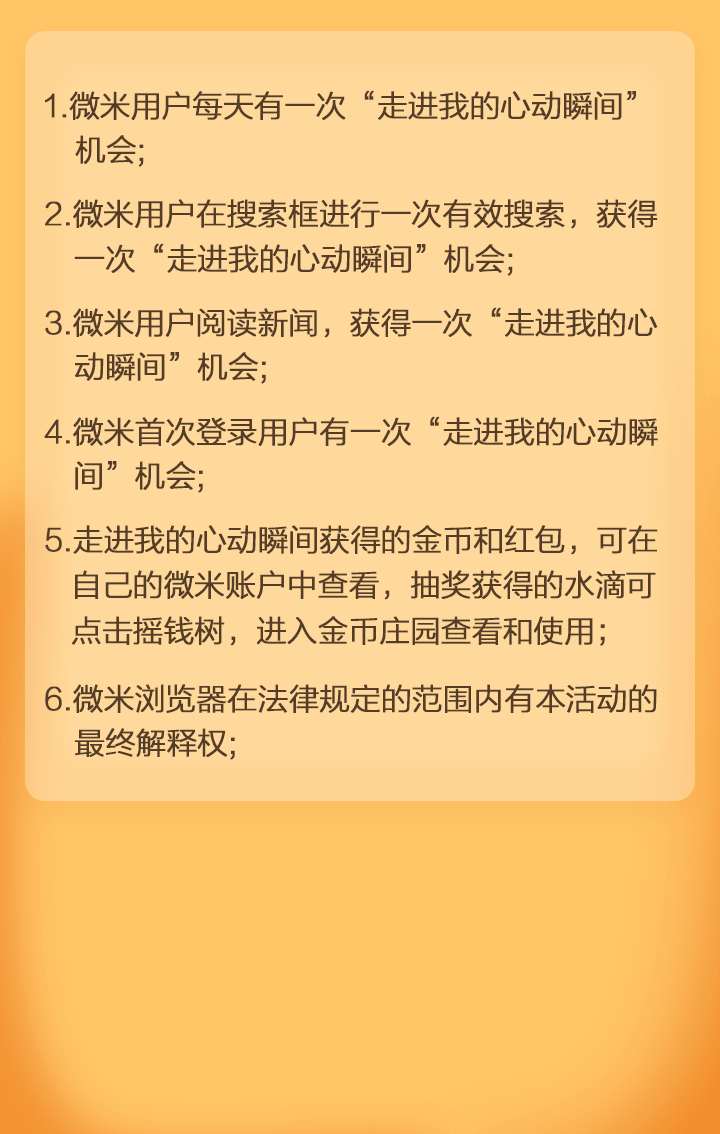 1.微米用户每天有一次“走进我的心动瞬间”
机会;
2.微米用户在搜索框进行一次有效搜索，获得
一次“走进我的心动瞬间”机会;
3.微米用户阅读新闻，获得一次“走进我的心
动瞬间”机会;
4.微米首次登录用户有一次“走进我的心动瞬
间”机会;
5.走进我的心动瞬间获得的金币和红包，可在
自己的微米账户中查看，抽奖获得的水滴可
点击摇钱树，进入金币庄园查看和使用；
6.微米浏览器在法律规定的范围内有本活动的
最终解释权;